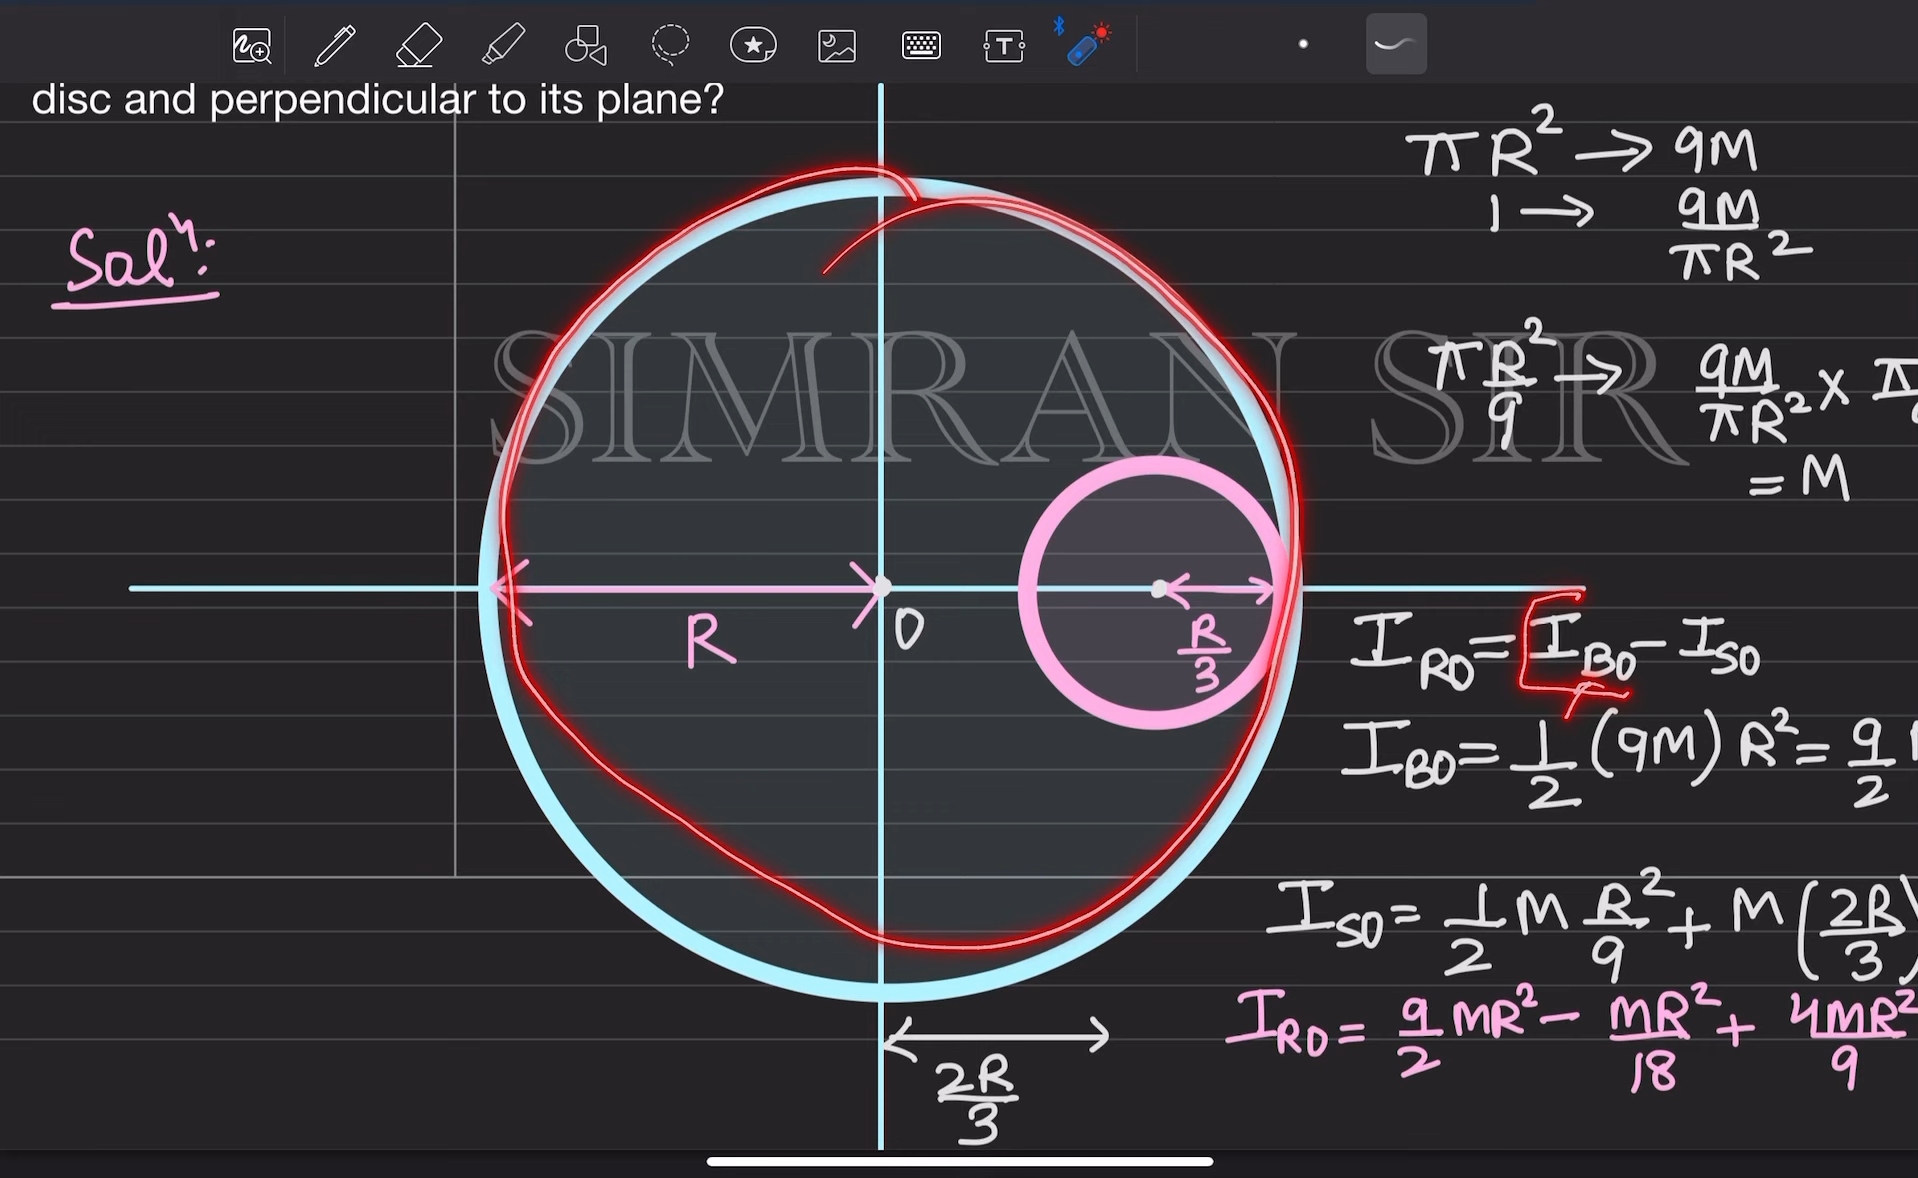 disc and perpendicular to its plane?
Solⁿ:
SIMRAN SIR
R
O
R/3
2R/3
πR² → 9M
1 → 9M/πR²
πR²/9 → 9M/πR² × π
= M
I_RO = I_BO - I_SO
I_BO = 1/2 (9M) R² = 9/2
I_SO = 1/2 M R²/9 + M (2R/3)
I_RO = 9/2 MR² - MR²/18 + 4MR²/9